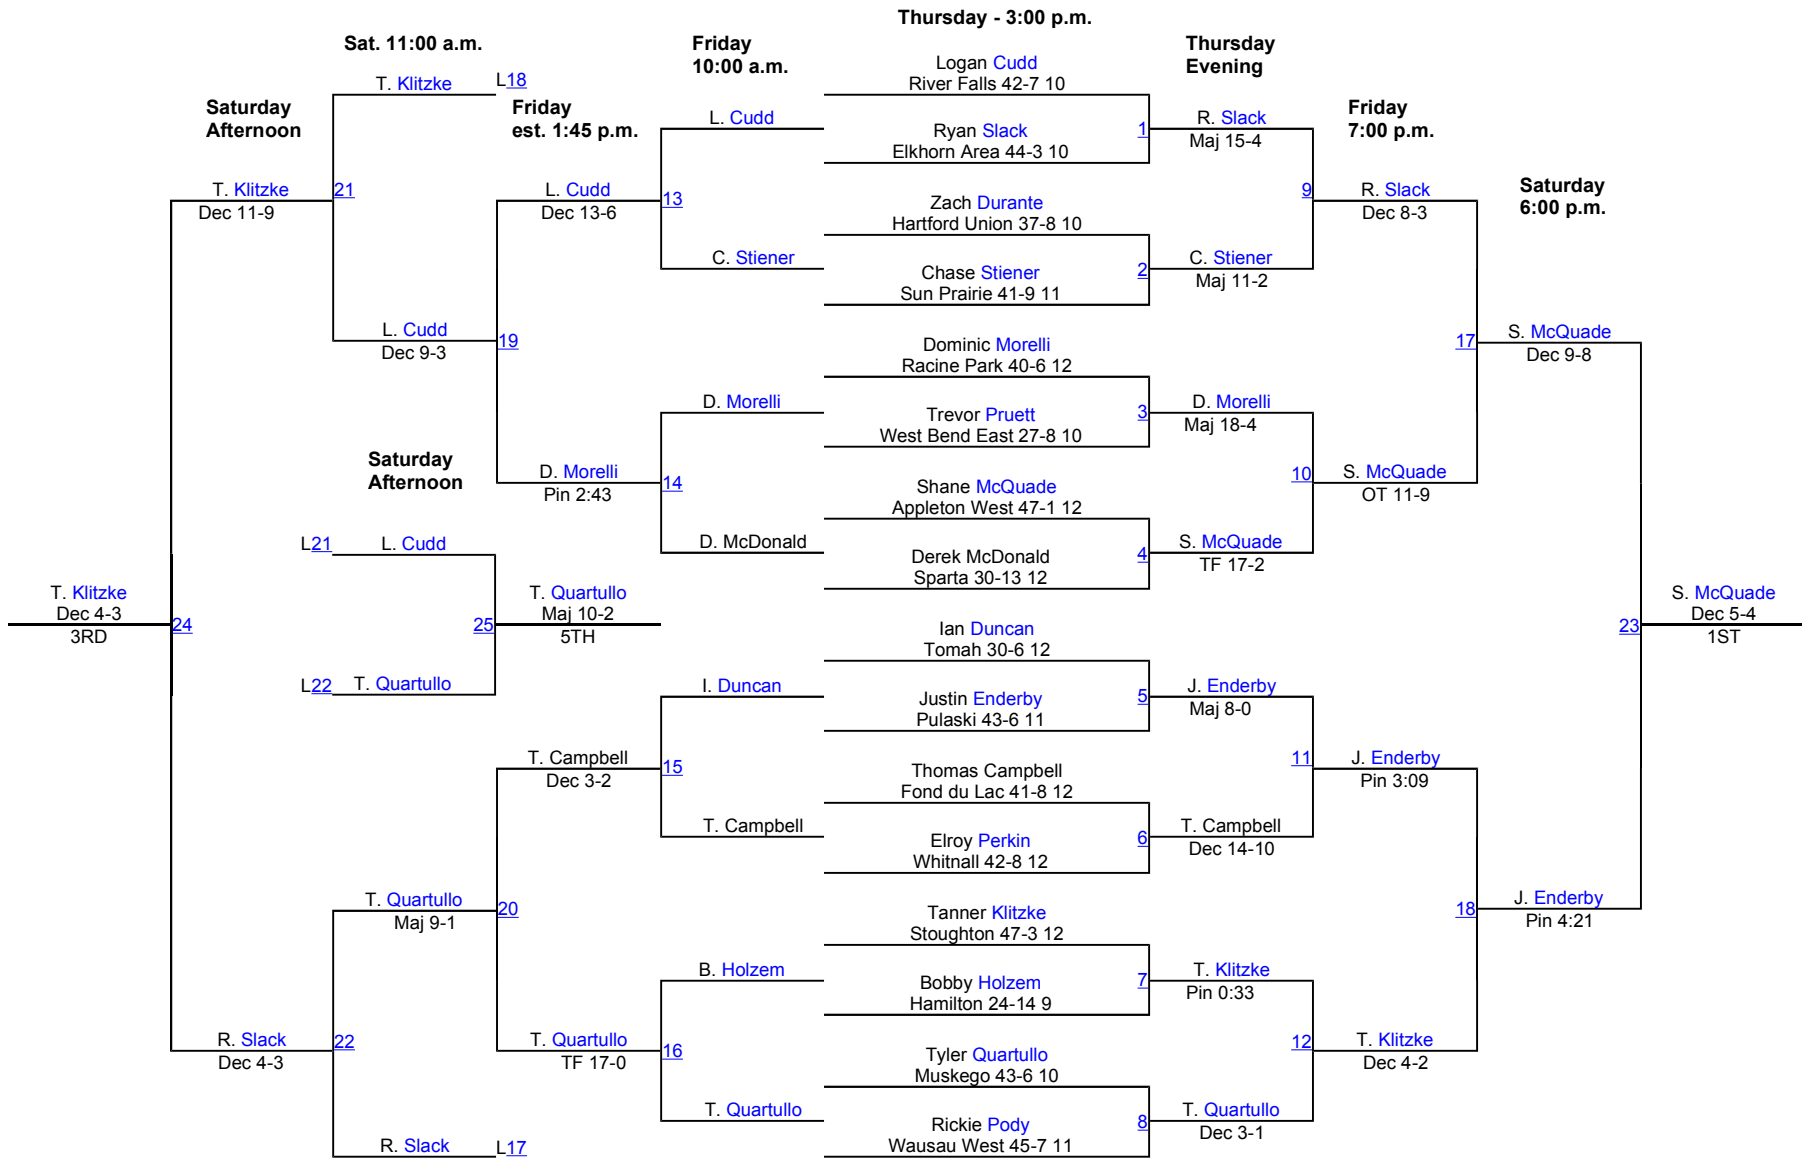 Thursday - 3:00 p.m.
Sat. 11:00 a.m.
Friday
10:00 a.m.
Thursday
Evening
Logan Cudd
River Falls 42-7 10
T. Klitzke L18
Saturday
Afternoon
Friday
est. 1:45 p.m.
Friday
7:00 p.m.
L. Cudd
Ryan Slack
Elkhorn Area 44-3 10
1
R. Slack
Maj 15-4
T. Klitzke
Dec 11-9
21
L. Cudd
Dec 13-6
13
Zach Durante
Hartford Union 37-8 10
9
R. Slack
Dec 8-3
Saturday
6:00 p.m.
C. Stiener
Chase Stiener
Sun Prairie 41-9 11
2
C. Stiener
Maj 11-2
L. Cudd
Dec 9-3
19
Dominic Morelli
Racine Park 40-6 12
17
S. McQuade
Dec 9-8
D. Morelli
Trevor Pruett
West Bend East 27-8 10
3
D. Morelli
Maj 18-4
Saturday
Afternoon
D. Morelli
Pin 2:43
14
Shane McQuade
Appleton West 47-1 12
10
S. McQuade
OT 11-9
L21 L. Cudd
D. McDonald
Derek McDonald
Sparta 30-13 12
4
S. McQuade
TF 17-2
T. Klitzke
Dec 4-3
3RD
24
25
T. Quartullo
Maj 10-2
5TH
Ian Duncan
Tomah 30-6 12
23
S. McQuade
Dec 5-4
1ST
L22 T. Quartullo
I. Duncan
Justin Enderby
Pulaski 43-6 11
5
J. Enderby
Maj 8-0
T. Campbell
Dec 3-2
15
Thomas Campbell
Fond du Lac 41-8 12
11
J. Enderby
Pin 3:09
T. Campbell
Elroy Perkin
Whitnall 42-8 12
6
T. Campbell
Dec 14-10
T. Quartullo
Maj 9-1
20
Tanner Klitzke
Stoughton 47-3 12
18
J. Enderby
Pin 4:21
B. Holzem
Bobby Holzem
Hamilton 24-14 9
7
T. Klitzke
Pin 0:33
R. Slack
Dec 4-3
22
T. Quartullo
TF 17-0
16
Tyler Quartullo
Muskego 43-6 10
12
T. Klitzke
Dec 4-2
T. Quartullo
Rickie Pody
Wausau West 45-7 11
8
T. Quartullo
Dec 3-1
R. Slack L17